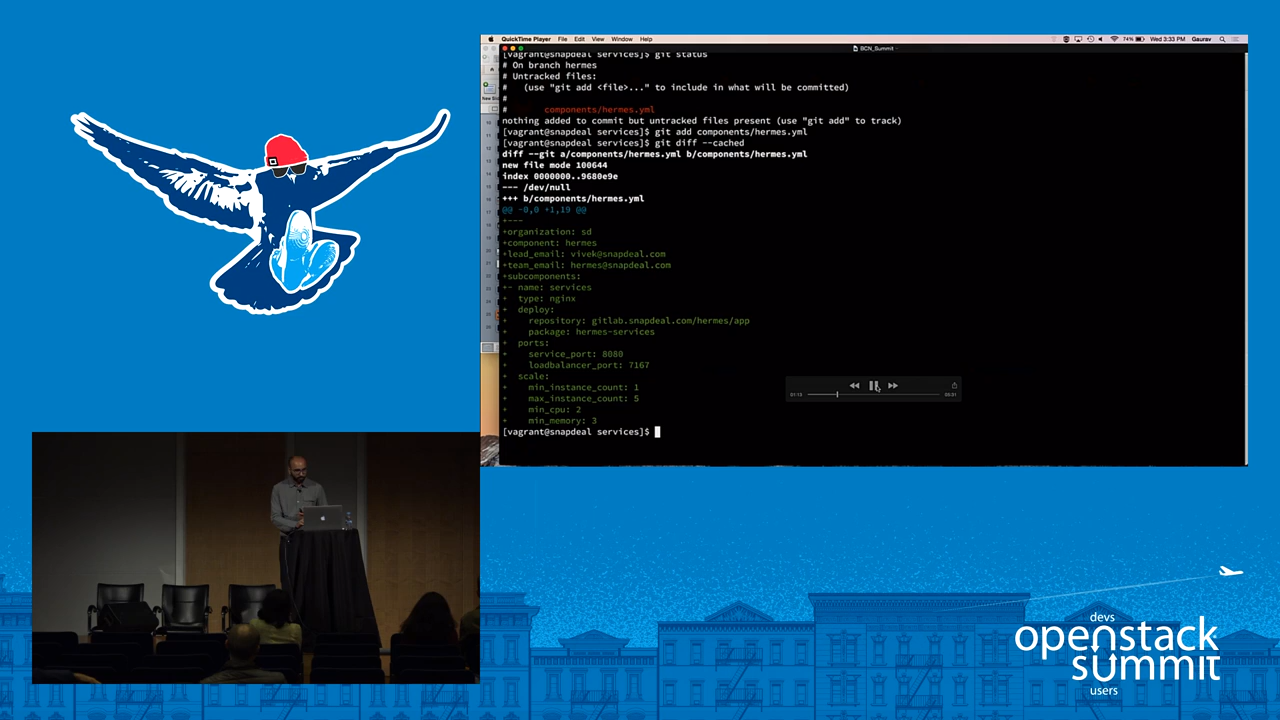 QuickTime Player File Edit View Window Help 74% Wed 3:33 PM Gaurav
BCN_Summit
[vagrant@snapdeal services]$ git status
# On branch hermes
# Untracked files:
#   (use "git add <file>..." to include in what will be committed)
#
#       components/hermes.yml
nothing added to commit but untracked files present (use "git add" to track)
[vagrant@snapdeal services]$ git add components/hermes.yml
[vagrant@snapdeal services]$ git diff --cached
diff --git a/components/hermes.yml b/components/hermes.yml
new file mode 100644
index 0000000..9680e9e
--- /dev/null
+++ b/components/hermes.yml
@@ -0,0 +1,19 @@
+---
+organization: sd
+component: hermes
+lead_email: vivek@snapdeal.com
+team_email: hermes@snapdeal.com
+subcomponents:
+- name: services
+  type: nginx
+  deploy:
+    repository: gitlab.snapdeal.com/hermes/app
+    package: hermes-services
+  ports:
+    service_port: 8080
+    loadbalancer_port: 7167
+  scale:
+    min_instance_count: 1
+    max_instance_count: 5
+    min_cpu: 2
+    min_memory: 3
[vagrant@snapdeal services]$
devs
openstack
summit
users